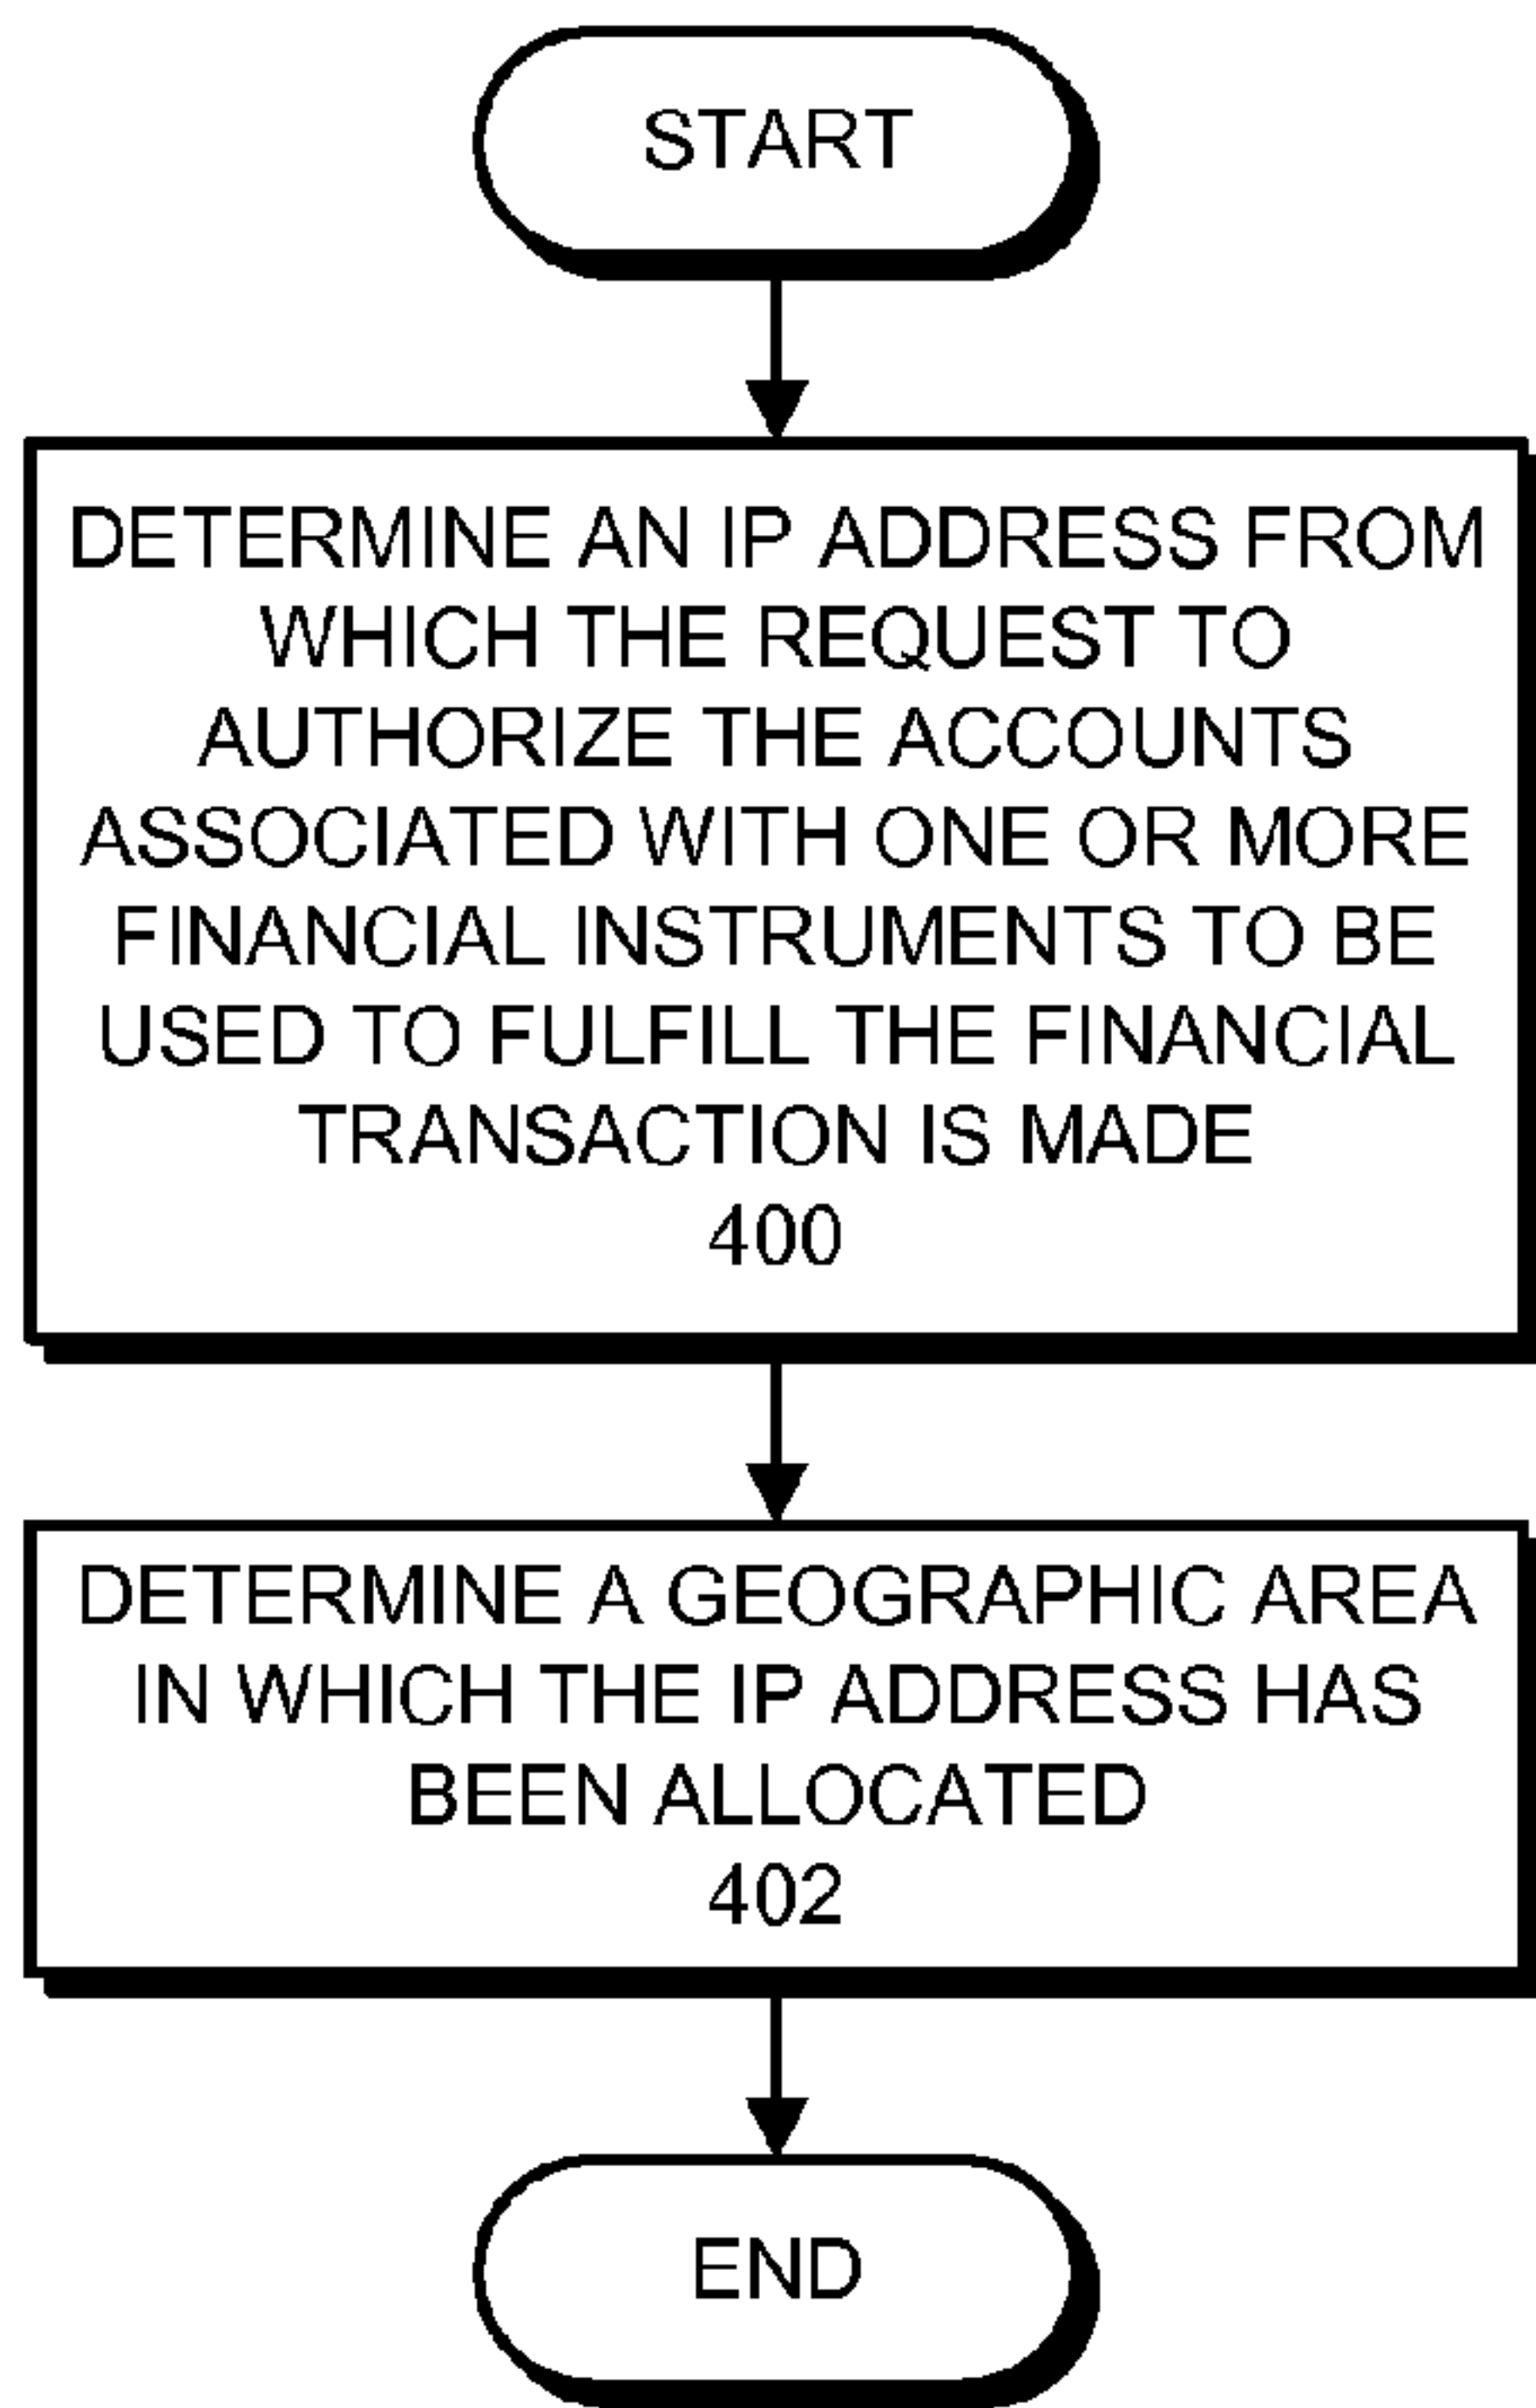 START
DETERMINE AN IP ADDRESS FROM
WHICH THE REQUEST TO
AUTHORIZE THE ACCOUNTS
ASSOCIATED WITH ONE OR MORE
FINANCIAL INSTRUMENTS TO BE
USED TO FULFILL THE FINANCIAL
TRANSACTION IS MADE
400
DETERMINE A GEOGRAPHIC AREA
IN WHICH THE IP ADDRESS HAS
BEEN ALLOCATED
402
END